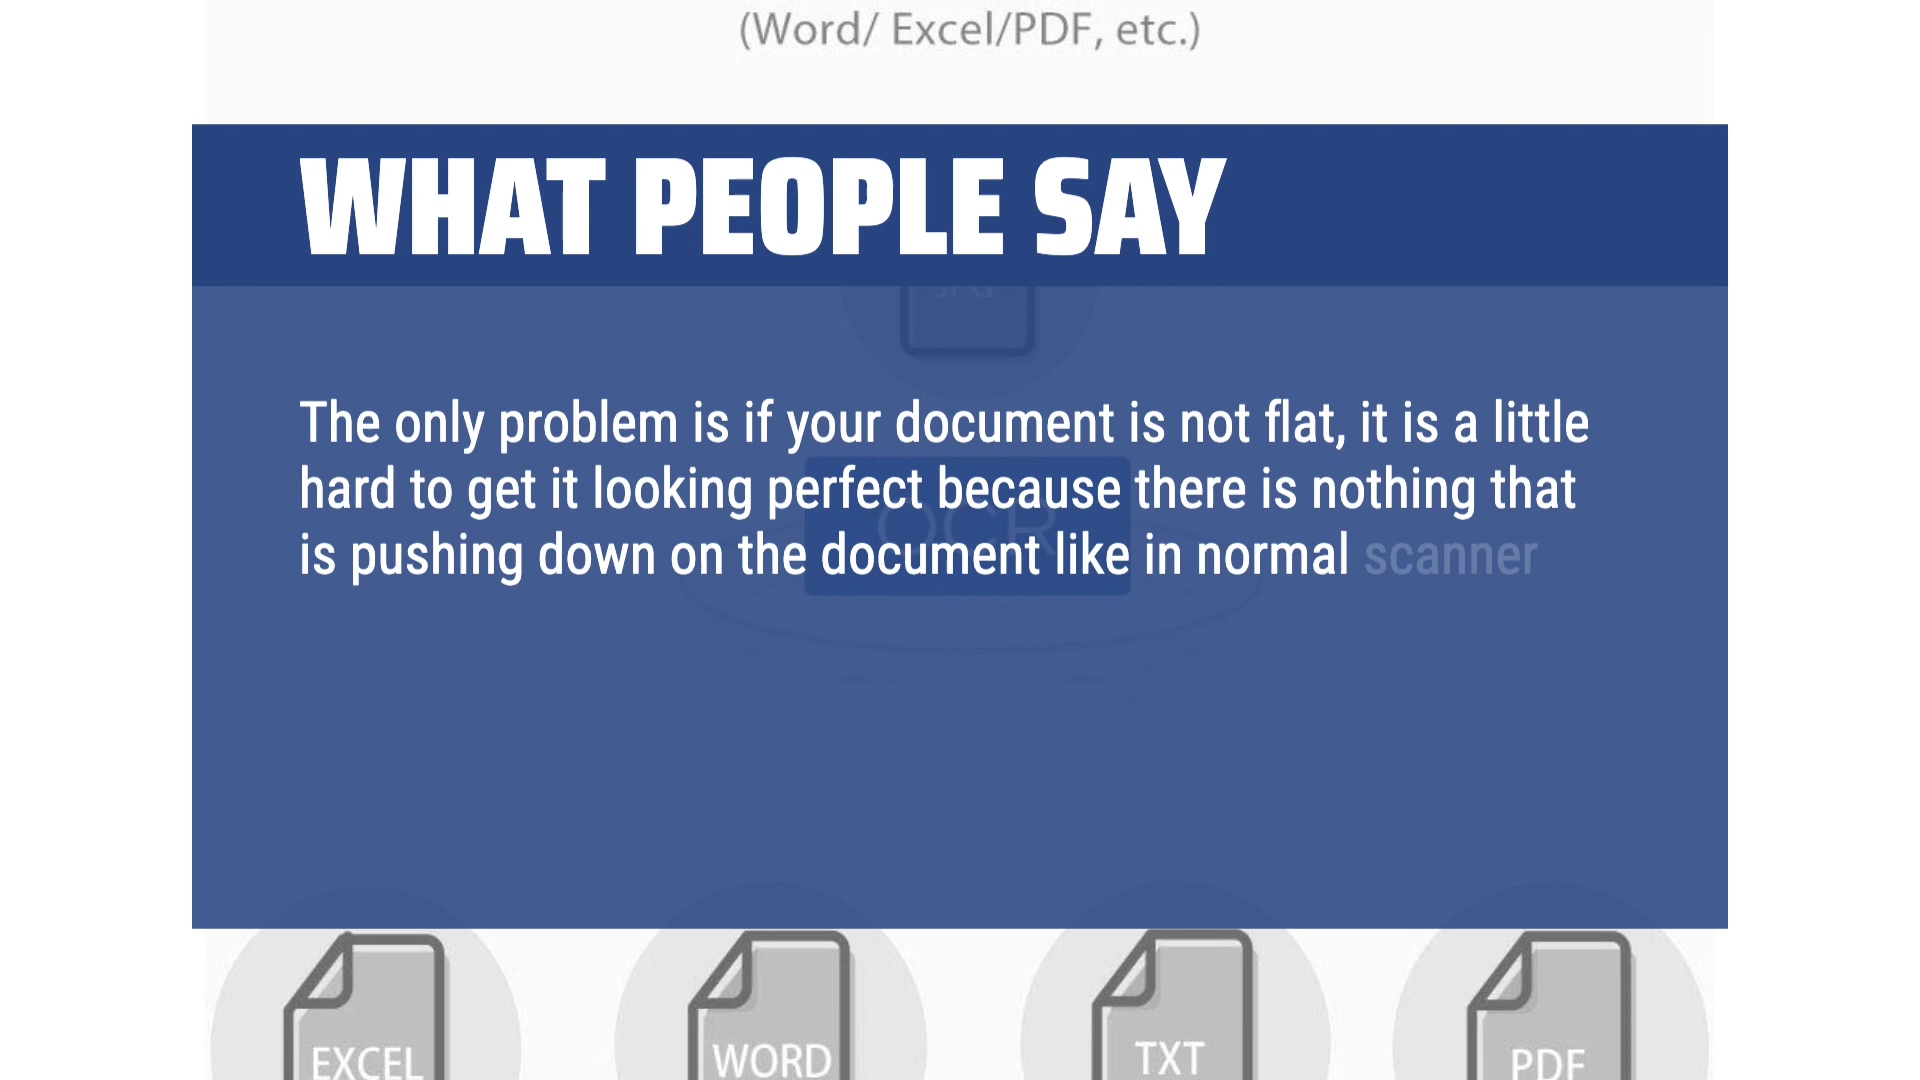 (Word/ Excel/PDF, etc.)
WHAT PEOPLE SAY
JPG
The only problem is if your document is not flat, it is a little
hard to get it looking perfect because there is nothing that
OCR
is pushing down on the document like in normal scanner
EXCEL
WORD
TXT
PDF